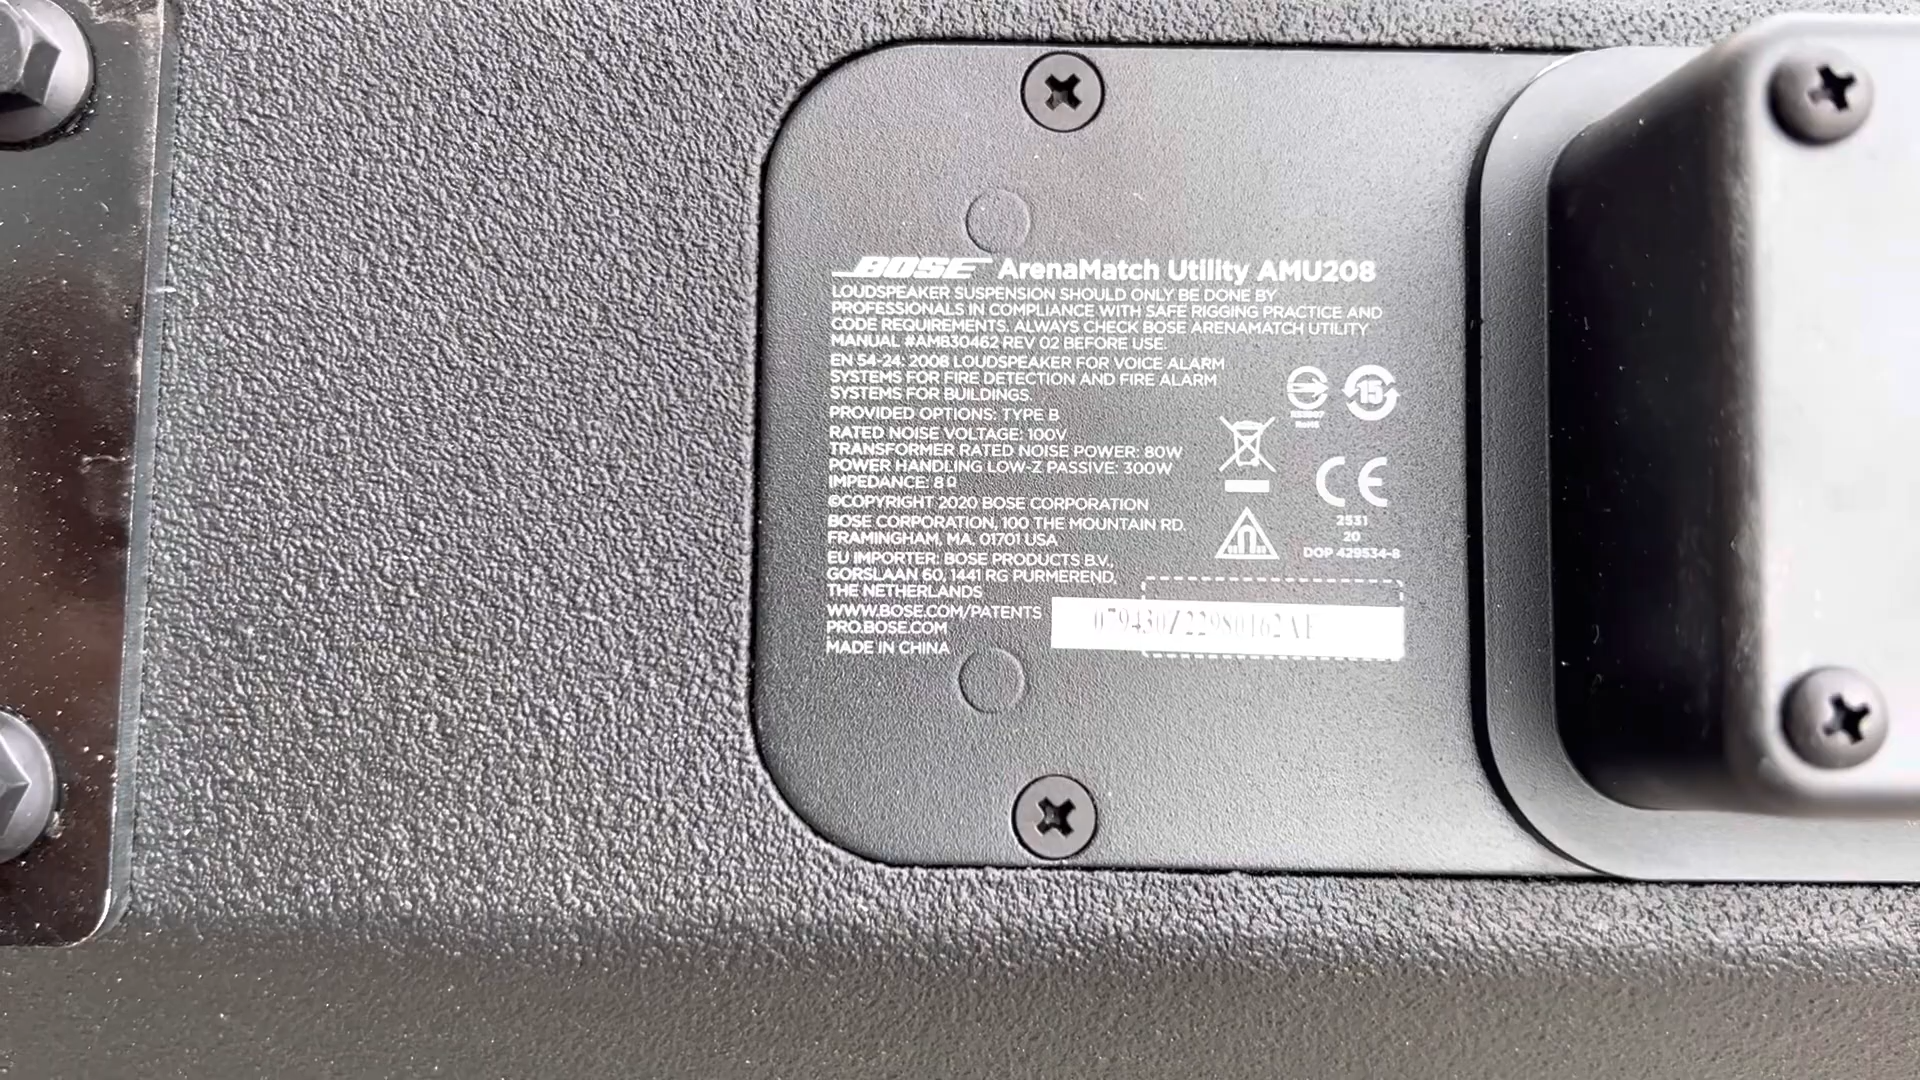 BOSE ArenaMatch Utility AMU208
LOUDSPEAKER SUSPENSION SHOULD ONLY BE DONE BY
PROFESSIONALS IN COMPLIANCE WITH SAFE RIGGING PRACTICE AND
CODE REQUIREMENTS. ALWAYS CHECK BOSE ARENAMATCH UTILITY
MANUAL #AM830462 REV 02 BEFORE USE.
EN 54-24: 2008 LOUDSPEAKER FOR VOICE ALARM
SYSTEMS FOR FIRE DETECTION AND FIRE ALARM
SYSTEMS FOR BUILDINGS.
PROVIDED OPTIONS: TYPE B
RATED NOISE VOLTAGE: 100V
TRANSFORMER RATED NOISE POWER: 80W
POWER HANDLING LOW-Z PASSIVE: 300W
IMPEDANCE: 8Ω
©COPYRIGHT 2020 BOSE CORPORATION
BOSE CORPORATION, 100 THE MOUNTAIN RD.
FRAMINGHAM, MA, 01701 USA
EU IMPORTER: BOSE PRODUCTS B.V.,
GORSLAAN 60, 1441 RG PURMEREND,
THE NETHERLANDS
WWW.BOSE.COM/PATENTS
PRO.BOSE.COM
MADE IN CHINA
RoHS
15
CE
2531
20
DOP 429534-8